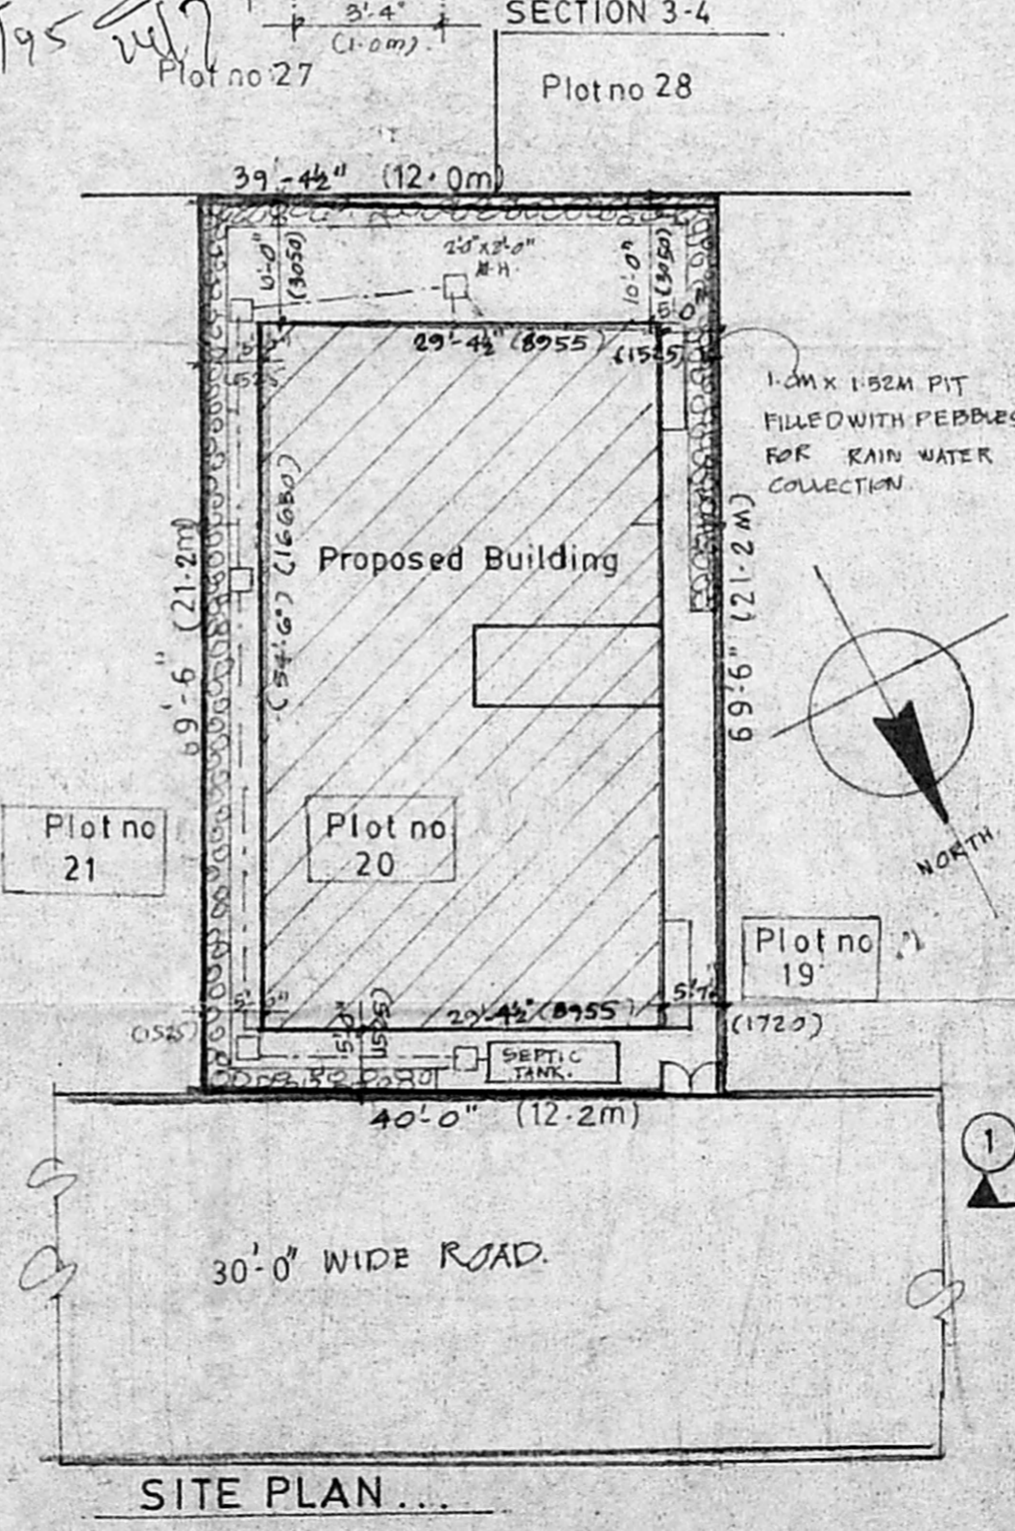 3'-4"
SECTION 3-4
(1.0m).
Plot no 27
Plot no 28
39'-4½" (12.0m)
2'-0"x2'-0"
10'-0"
(3050)
10'-0"
(3050)
5'-0"
29'-4½" (8955)
(1525)
1.0M x 1.52M PIT
FILLED WITH PEBBLES
FOR RAIN WATER
COLLECTION.
(54'-6") (16680)
Proposed Building
69'-6" (21.2m)
69'-6" (21.2M)
NORTH
Plot no
21
Plot no
20
Plot no
19
(1525)
5'-0"
(1525)
29'-4½" (8955)
(1720)
SEPTIC
TANK.
40'-0" (12.2m)
1
30'-0" WIDE ROAD.
SITE PLAN...